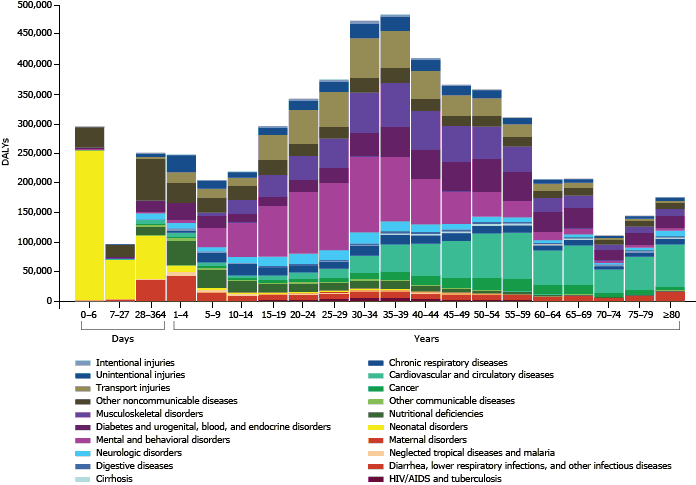 500,000
450,000
400,000
350,000
300,000
250,000
200,000
150,000
100,000
50,000
0
DALYs
0–6 7–27 28–364 1–4 5–9 10–14 15–19 20–24 25–29 30–34 35–39 40–44 45–49 50–54 55–59 60–64 65–69 70–74 75–79 ≥80
Days Years
Intentional injuries
Unintentional injuries
Transport injuries
Other noncommunicable diseases
Musculoskeletal disorders
Diabetes and urogenital, blood, and endocrine disorders
Mental and behavioral disorders
Neurologic disorders
Digestive diseases
Cirrhosis
Chronic respiratory diseases
Cardiovascular and circulatory diseases
Cancer
Other communicable diseases
Nutritional deficiencies
Neonatal disorders
Maternal disorders
Neglected tropical diseases and malaria
Diarrhea, lower respiratory infections, and other infectious diseases
HIV/AIDS and tuberculosis